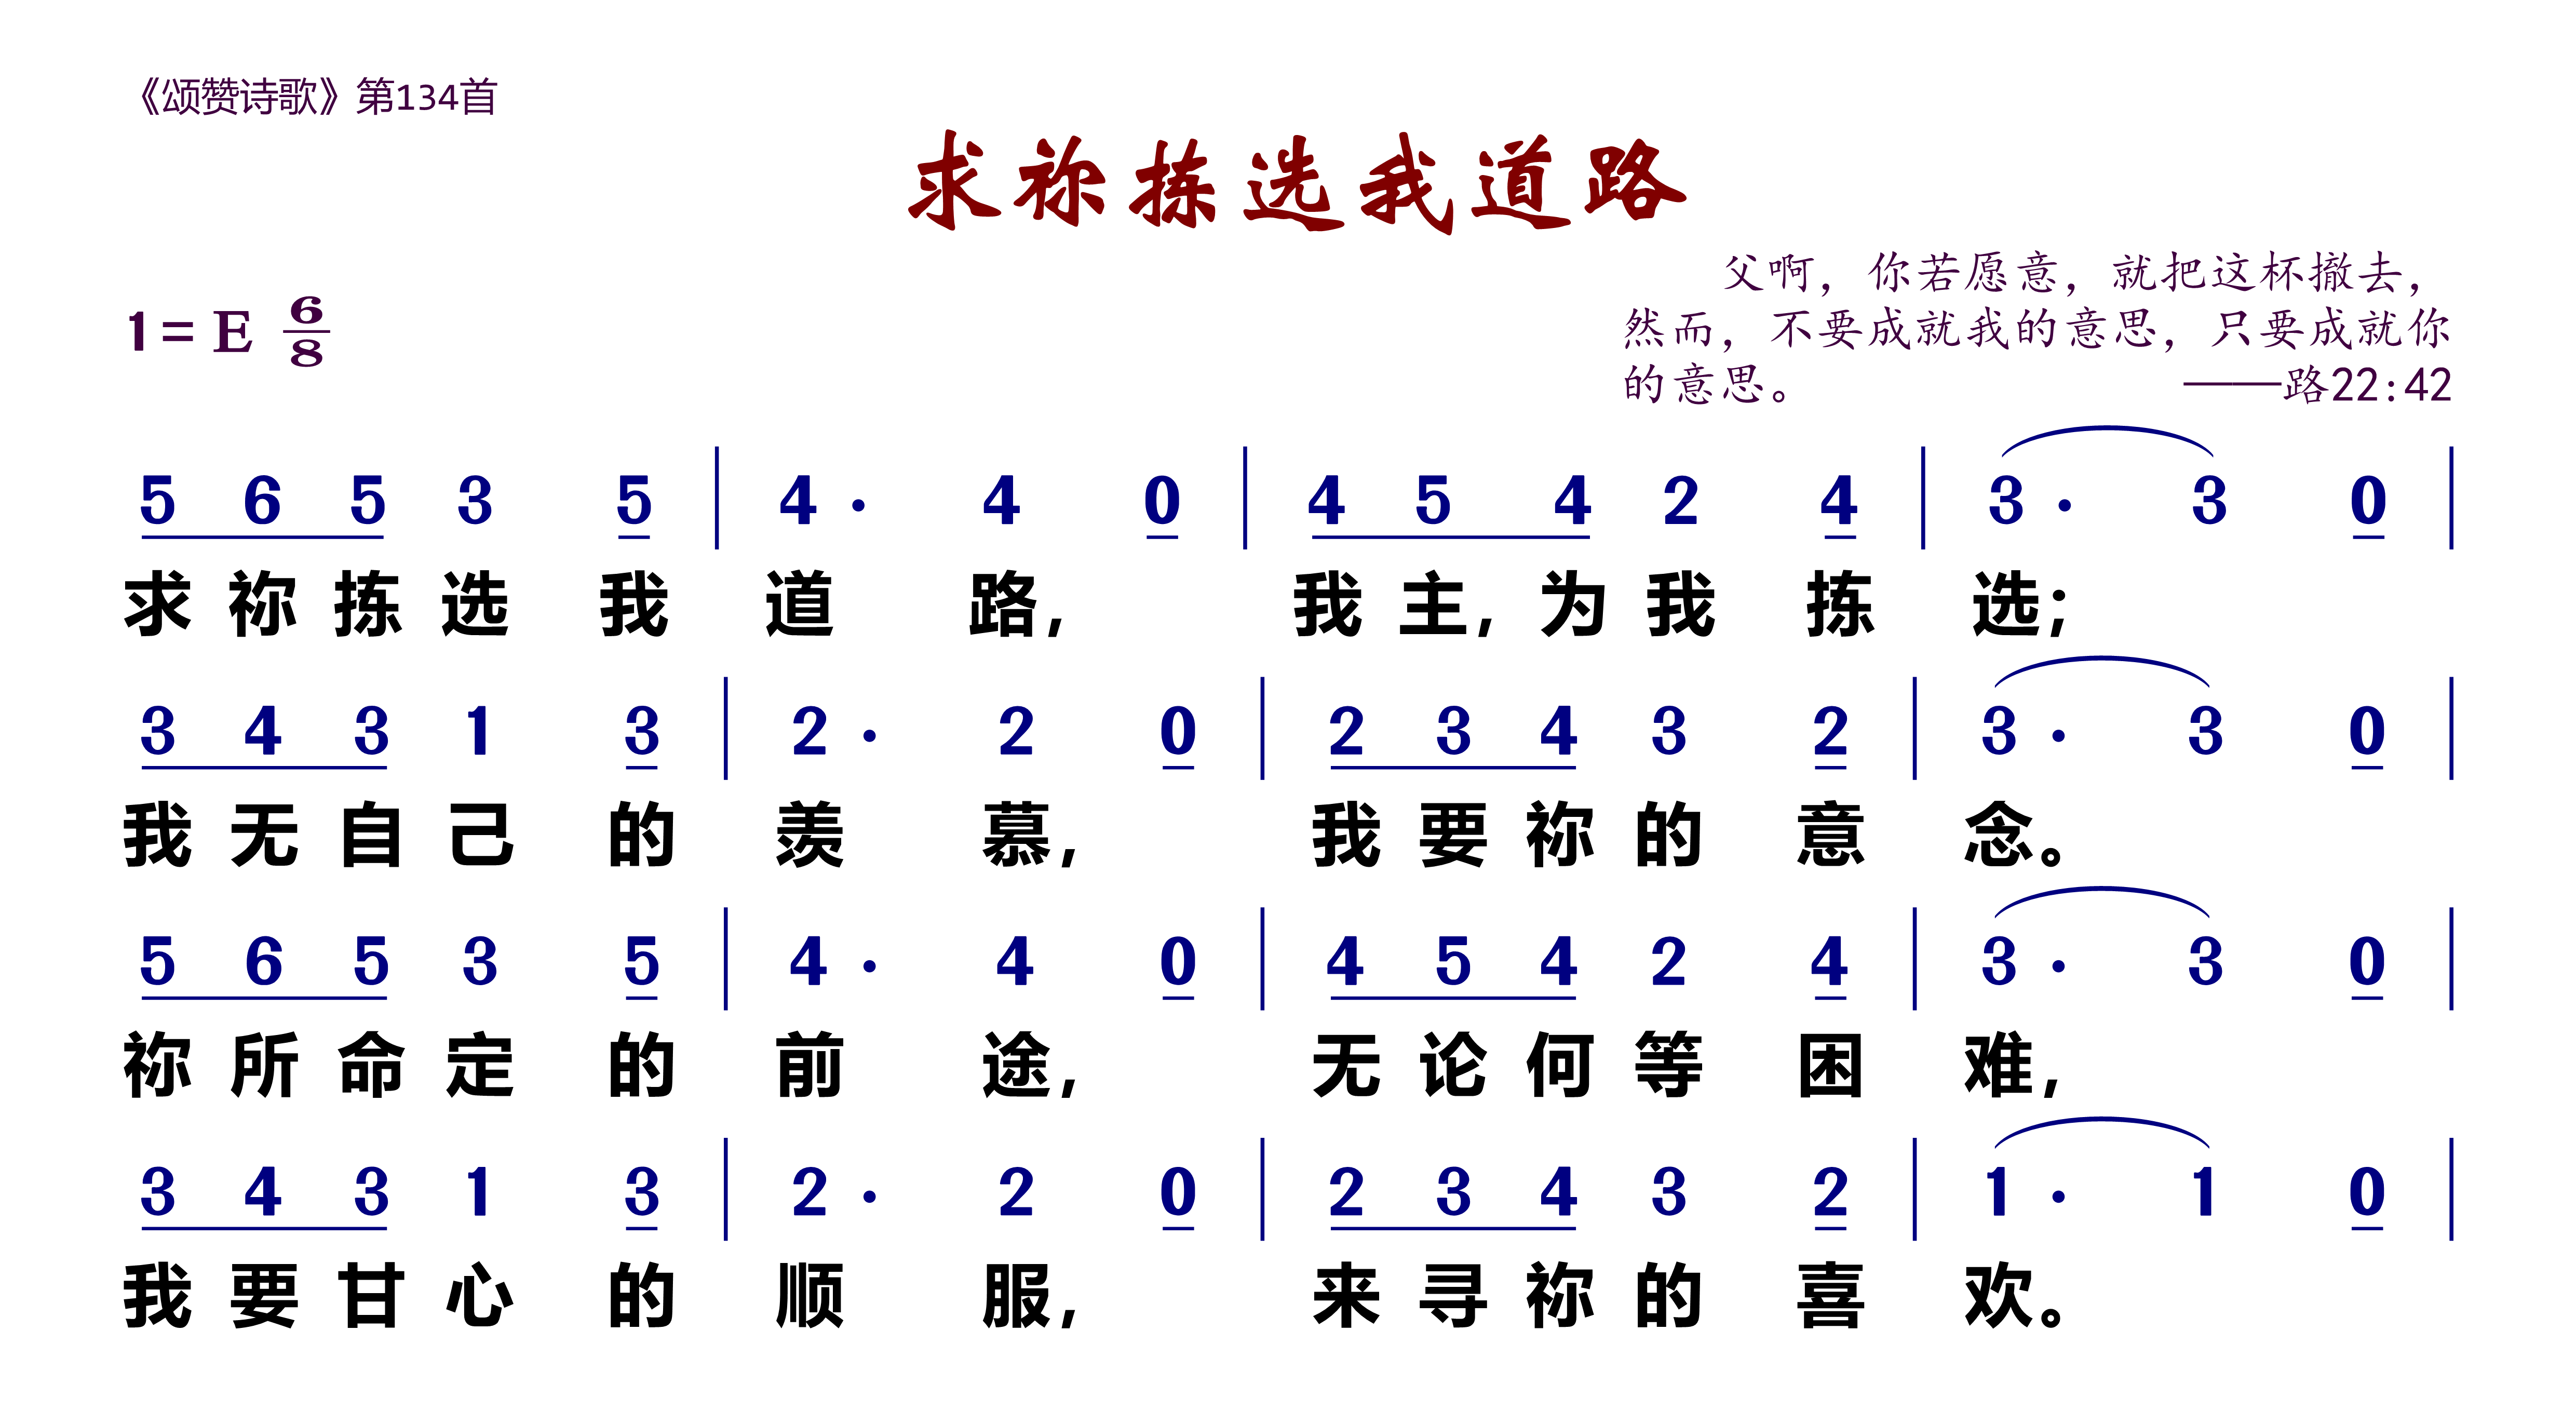 《颂赞诗歌》第134首
求祢拣选我道路
父啊，你若愿意，就把这杯撤去，
然而，不要成就我的意思，只要成就你
的意思。 ——路22:42
1= E 6/8
5 6 5 3 5 | 4 · 4 0 | 4 5 4 2 4 | 3 · 3 0 |
求 祢 拣 选 我 道 路, 我 主, 为 我 拣 选;
3 4 3 1 3 | 2 · 2 0 | 2 3 4 3 2 | 3 · 3 0 |
我 无 自 己 的 羡 慕, 我 要 祢 的 意 念。
5 6 5 3 5 | 4 · 4 0 | 4 5 4 2 4 | 3 · 3 0 |
祢 所 命 定 的 前 途, 无 论 何 等 困 难,
3 4 3 1 3 | 2 · 2 0 | 2 3 4 3 2 | 1 · 1 0 |
我 要 甘 心 的 顺 服, 来 寻 祢 的 喜 欢。